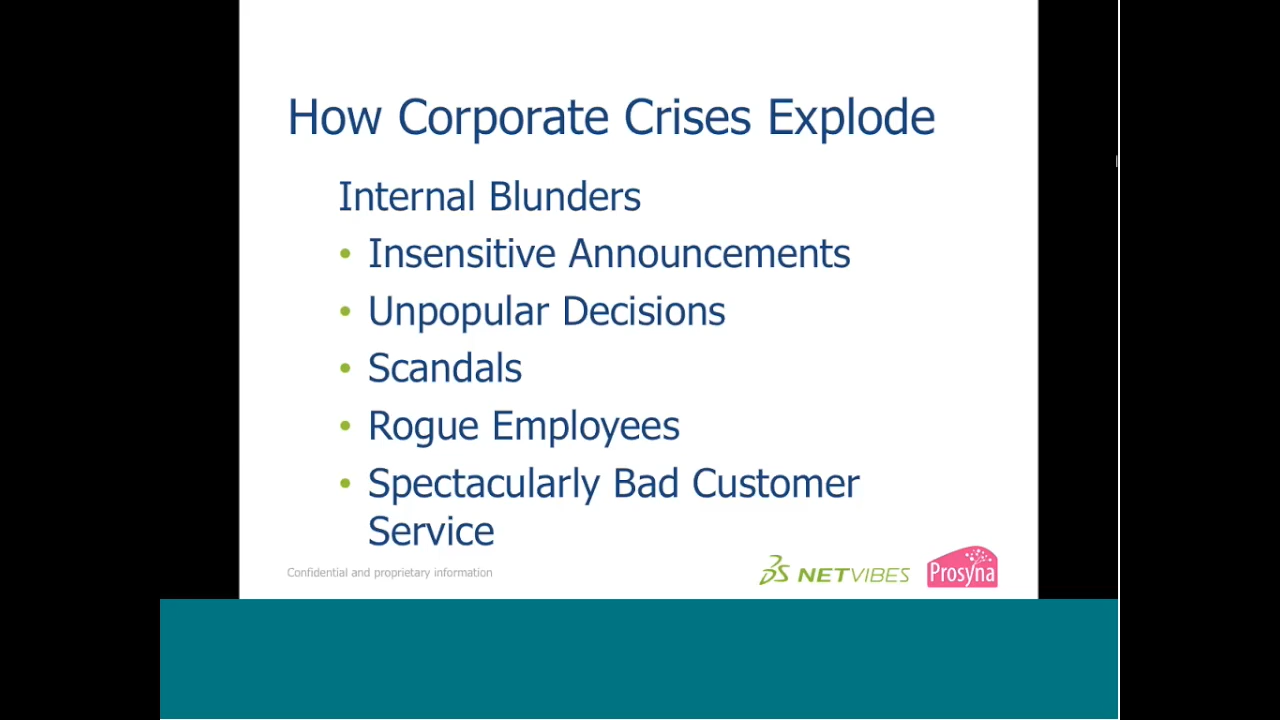 How Corporate Crises Explode
Internal Blunders
• Insensitive Announcements
• Unpopular Decisions
• Scandals
• Rogue Employees
• Spectacularly Bad Customer
Service
Confidential and proprietary information
3S NETVIBES
Prosyna